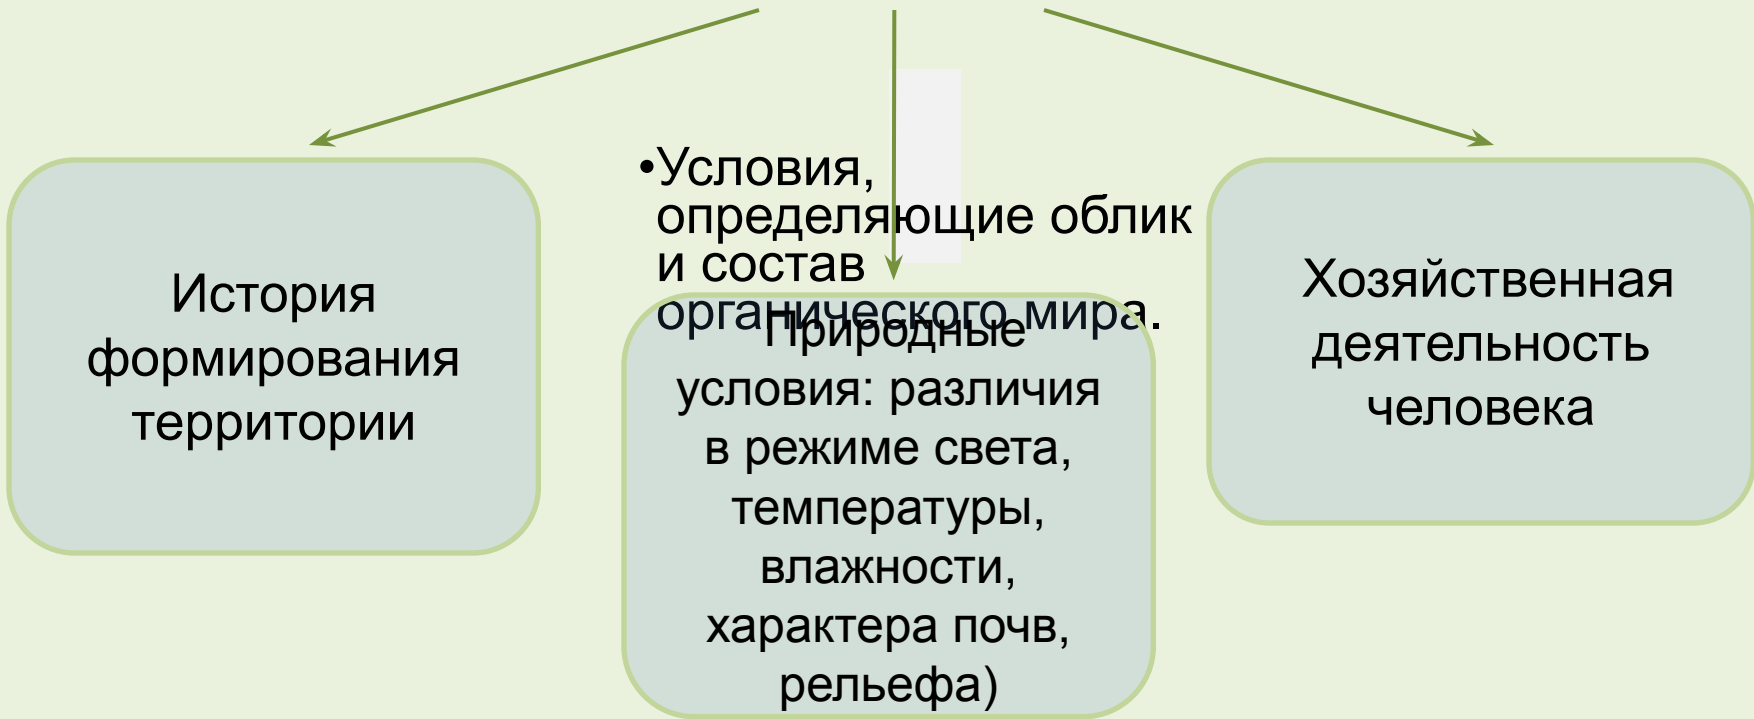 •Условия,
определяющие облик
и состав
органического мира.
История
формирования
территории
Природные
условия: различия
в режиме света,
температуры,
влажности,
характера почв,
рельефа)
Хозяйственная
деятельность
человека